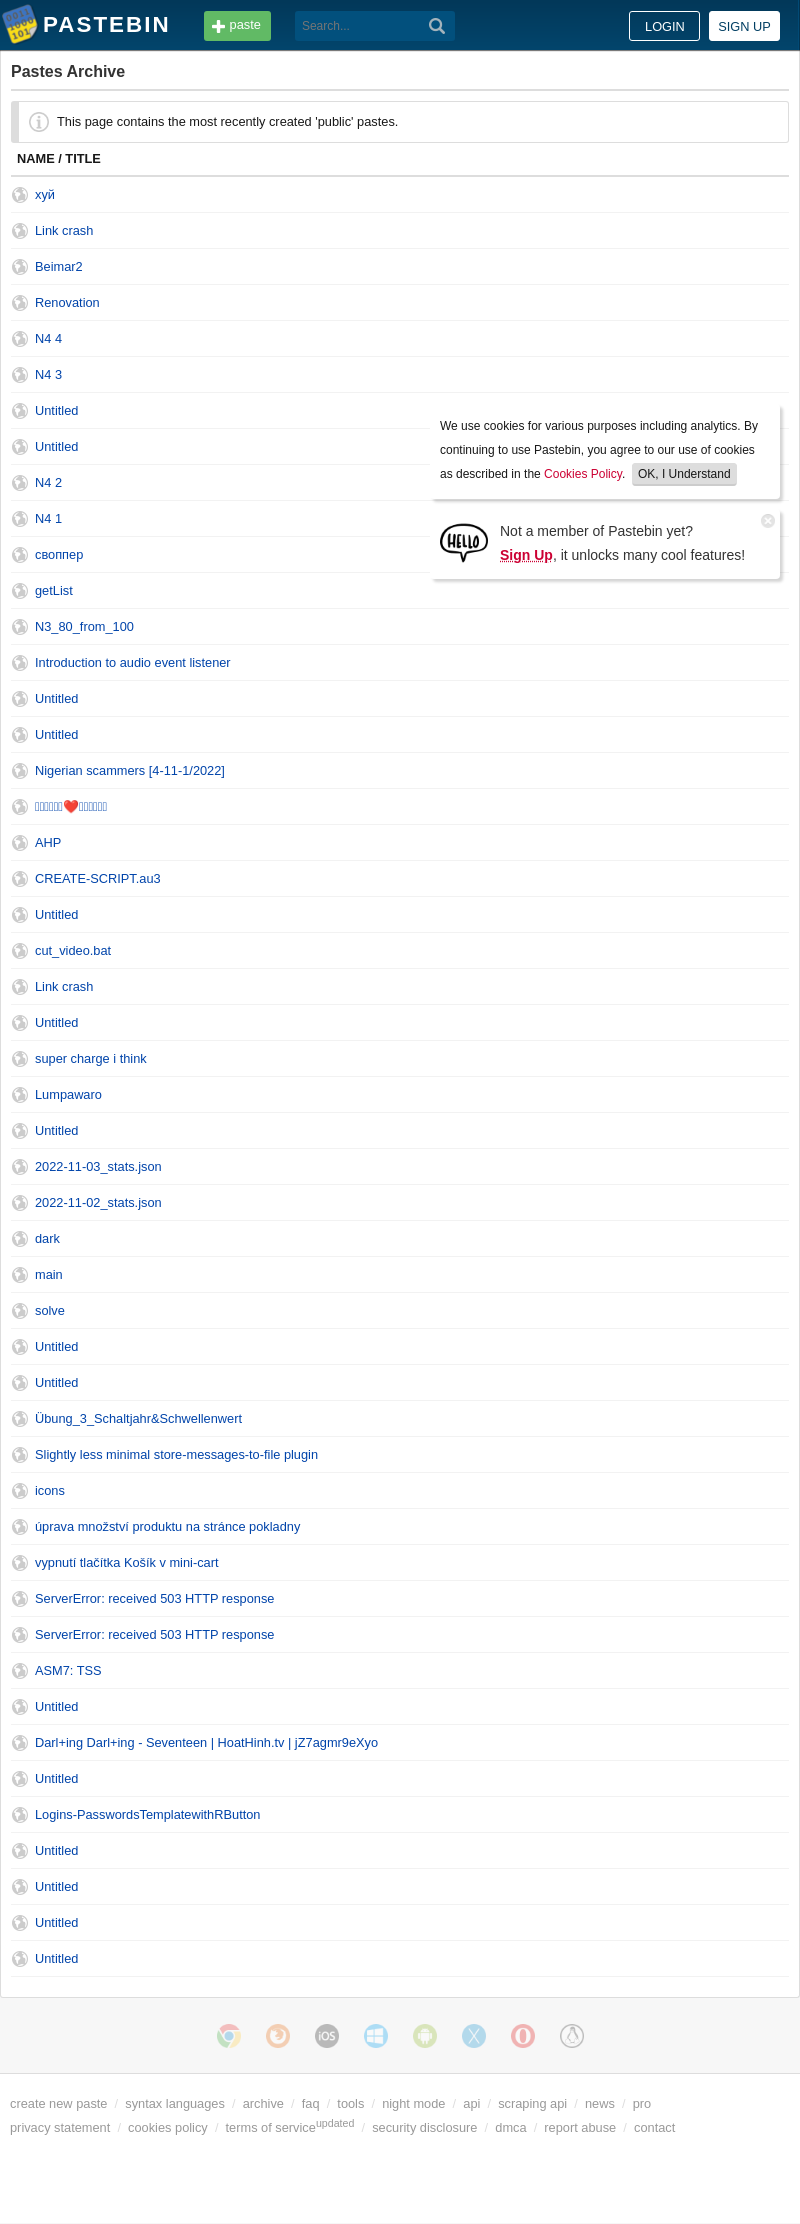 PASTEBIN paste Search... LOGIN SIGN UP
Pastes Archive
This page contains the most recently created 'public' pastes.
NAME / TITLE
хуй
Link crash
Beimar2
Renovation
N4 4
N4 3
Untitled
Untitled
N4 2
N4 1
своппер
getList
N3_80_from_100
Introduction to audio event listener
Untitled
Untitled
Nigerian scammers [4-11-1/2022]
❤️
AHP
CREATE-SCRIPT.au3
Untitled
cut_video.bat
Link crash
Untitled
super charge i think
Lumpawaro
Untitled
2022-11-03_stats.json
2022-11-02_stats.json
dark
main
solve
Untitled
Untitled
Übung_3_Schaltjahr&Schwellenwert
Slightly less minimal store-messages-to-file plugin
icons
úprava množství produktu na stránce pokladny
vypnutí tlačítka Košík v mini-cart
ServerError: received 503 HTTP response
ServerError: received 503 HTTP response
ASM7: TSS
Untitled
Darl+ing Darl+ing - Seventeen | HoatHinh.tv | jZ7agmr9eXyo
Untitled
Logins-PasswordsTemplatewithRButton
Untitled
Untitled
Untitled
Untitled
We use cookies for various purposes including analytics. By
continuing to use Pastebin, you agree to our use of cookies
as described in the Cookies Policy. OK, I Understand
HELLO
Not a member of Pastebin yet?
Sign Up, it unlocks many cool features!
iOS
create new paste / syntax languages / archive / faq / tools / night mode / api / scraping api / news / pro
privacy statement / cookies policy / terms of service updated / security disclosure / dmca / report abuse / contact